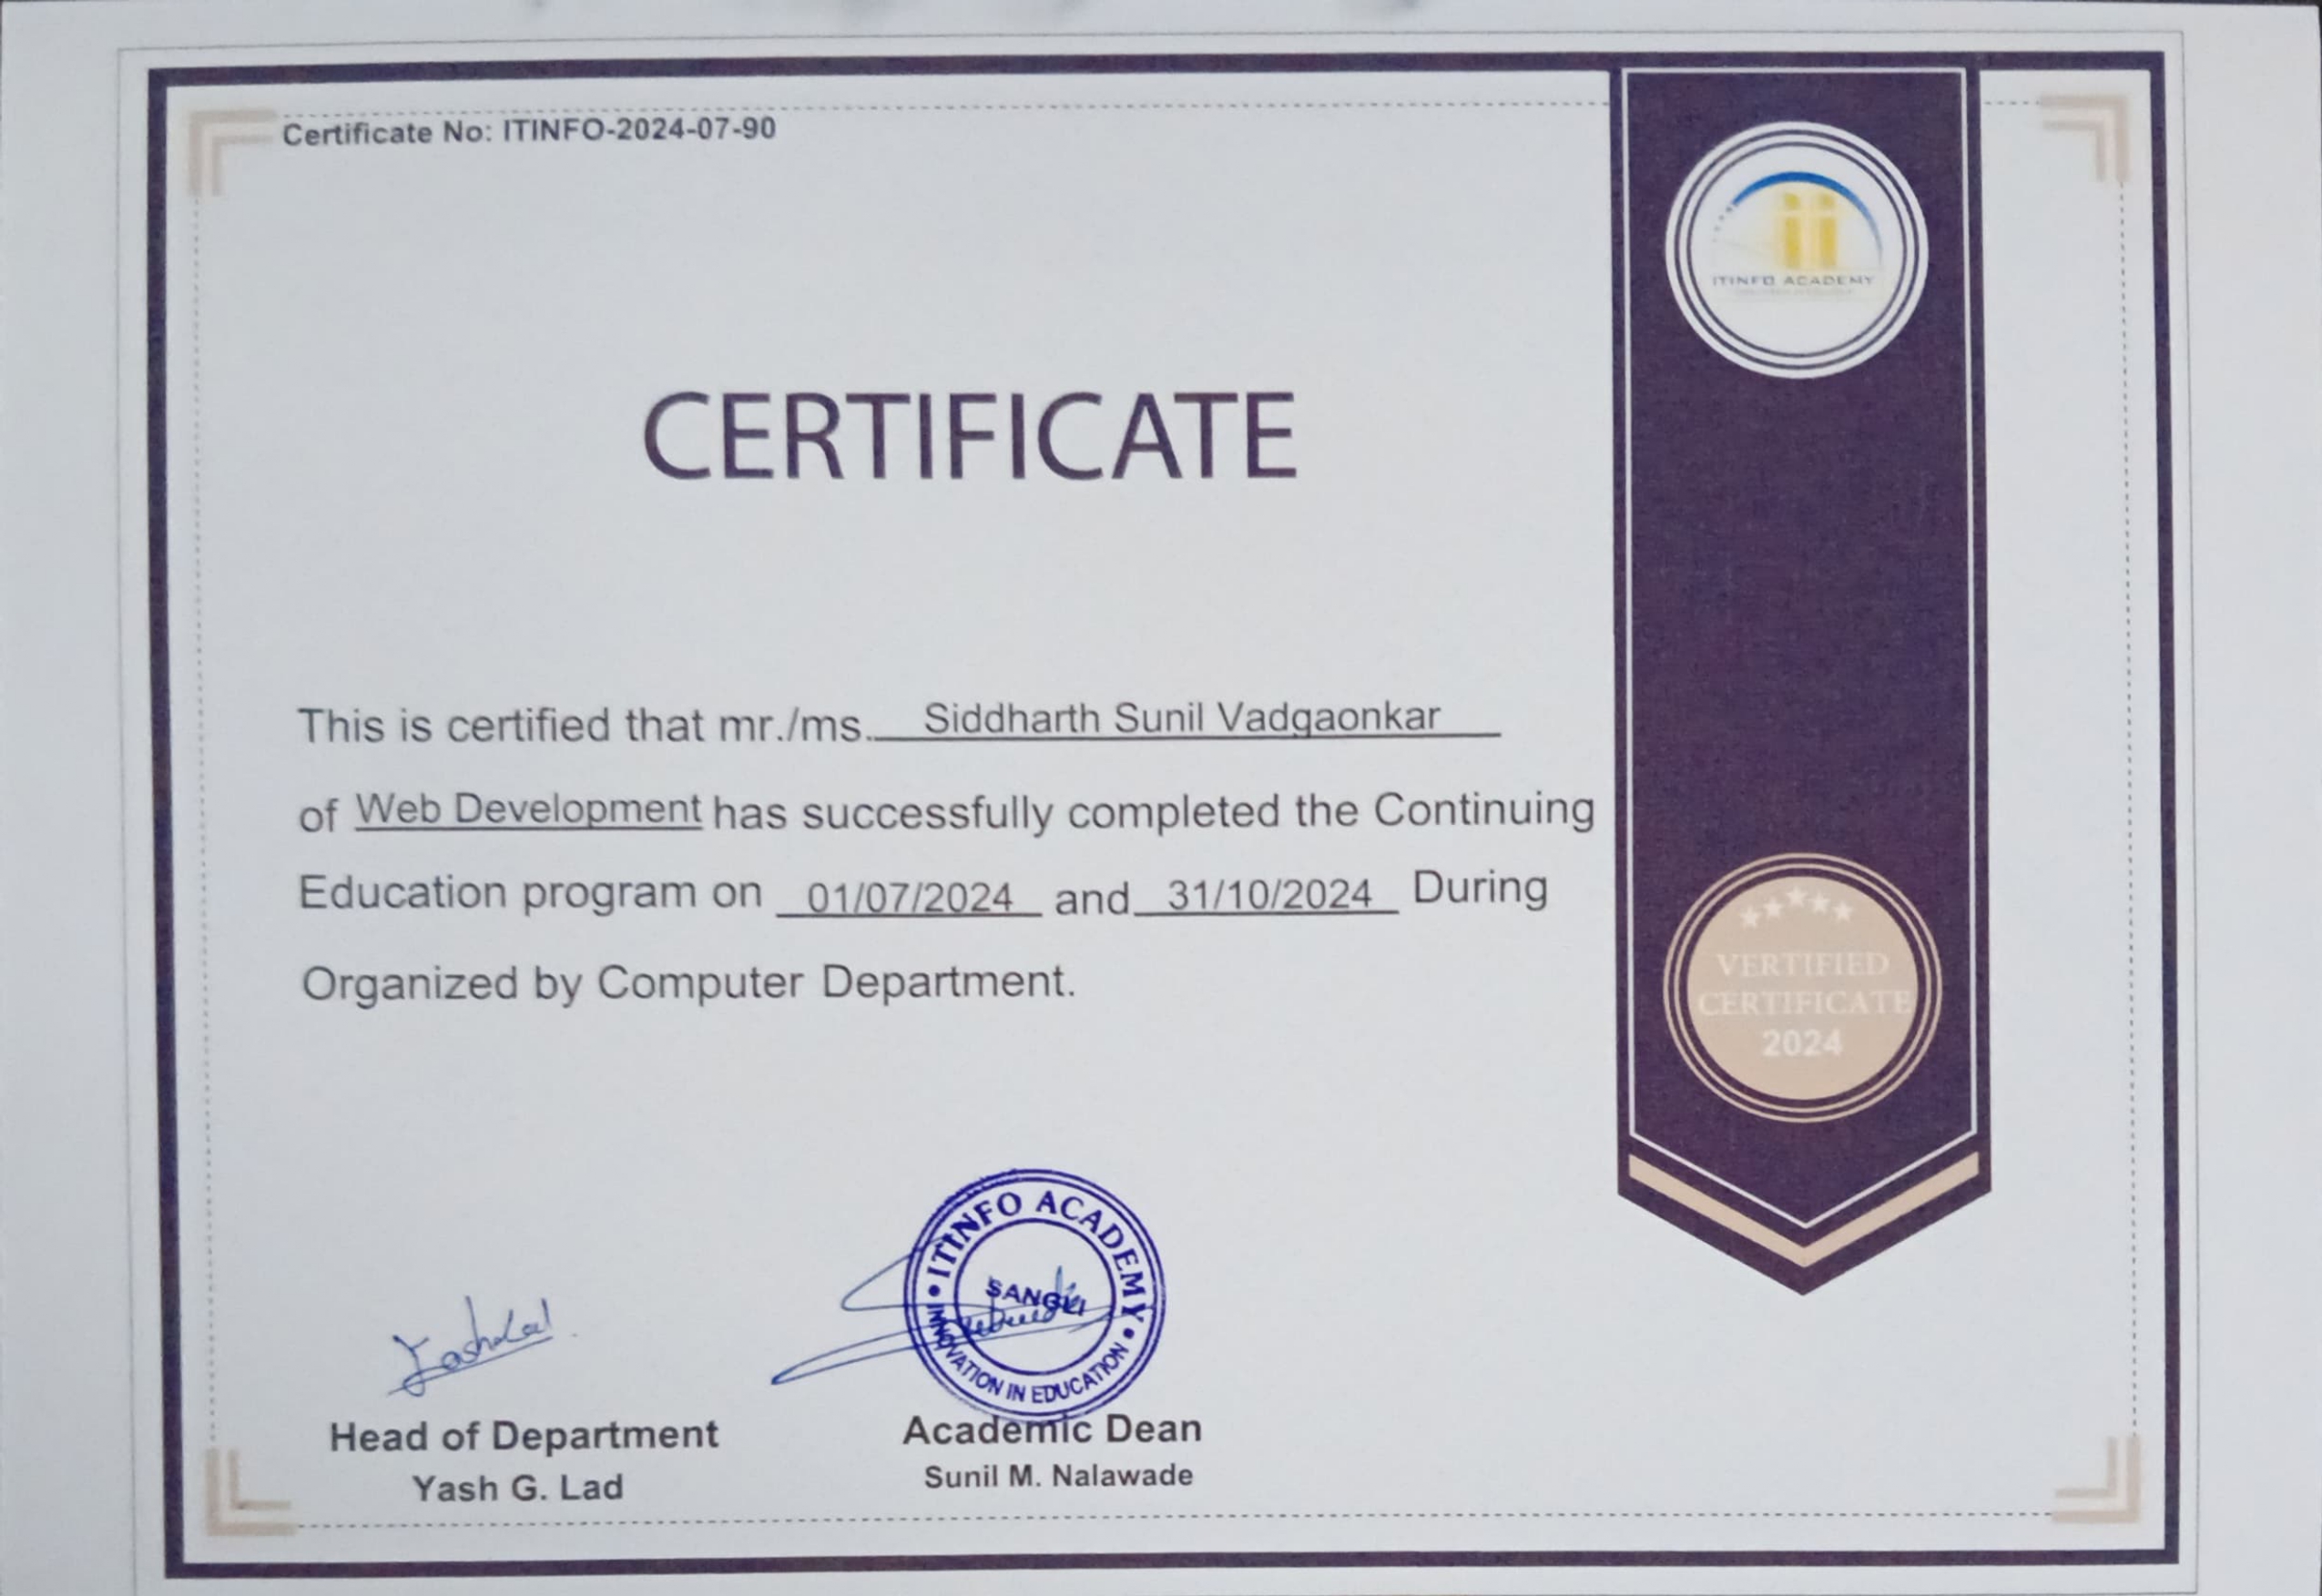 Certificate No: ITINFO-2024-07-90
ITINFO ACADEMY
CERTIFICATE
This is certified that mr./ms. Siddharth Sunil Vadgaonkar
of Web Development has successfully completed the Continuing
Education program on 01/07/2024 and 31/10/2024 During
Organized by Computer Department.
VERTIFIED
CERTIFICATE
2024
YashLad
ITINFO ACADEMY
SANGLI
INNOVATION IN EDUCATION
Head of Department
Yash G. Lad
Academic Dean
Sunil M. Nalawade